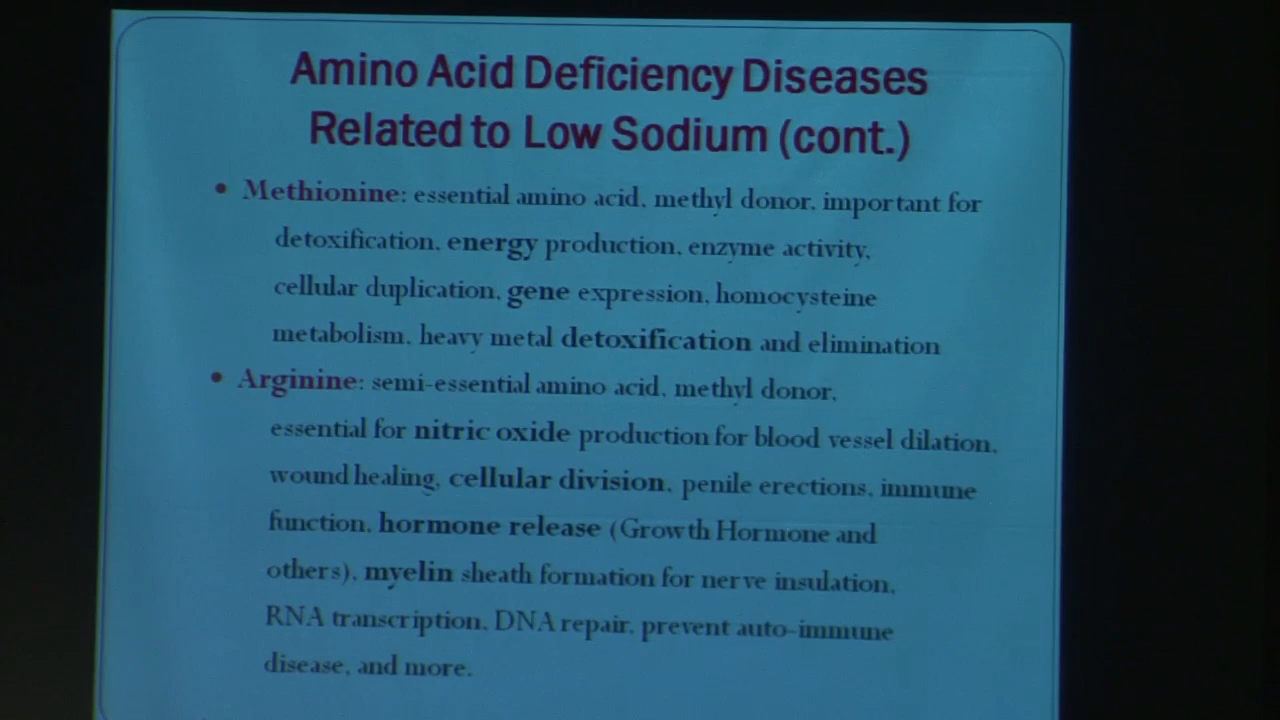 Amino Acid Deficiency Diseases
Related to Low Sodium (cont.)
• Methionine: essential amino acid, methyl donor, important for
detoxification, energy production, enzyme activity,
cellular duplication, gene expression, homocysteine
metabolism, heavy metal detoxification and elimination
• Arginine: semi-essential amino acid, methyl donor,
essential for nitric oxide production for blood vessel dilation,
wound healing, cellular division, penile erections, immune
function, hormone release (Growth Hormone and
others), myelin sheath formation for nerve insulation,
RNA transcription, DNA repair, prevent auto-immune
disease, and more.